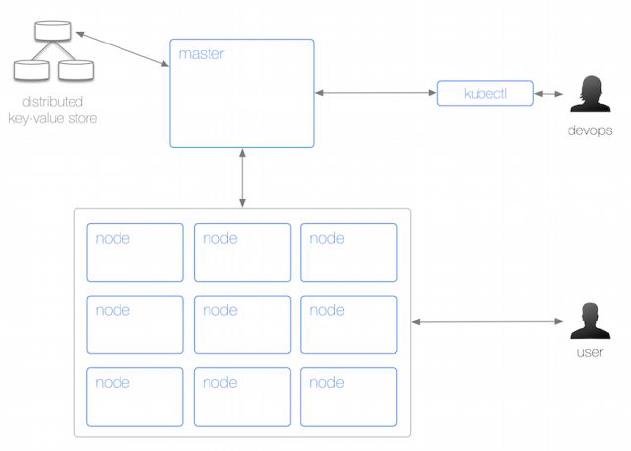 master
distributed
key-value store
kubectl
devops
node node node
node node node
node node node
user